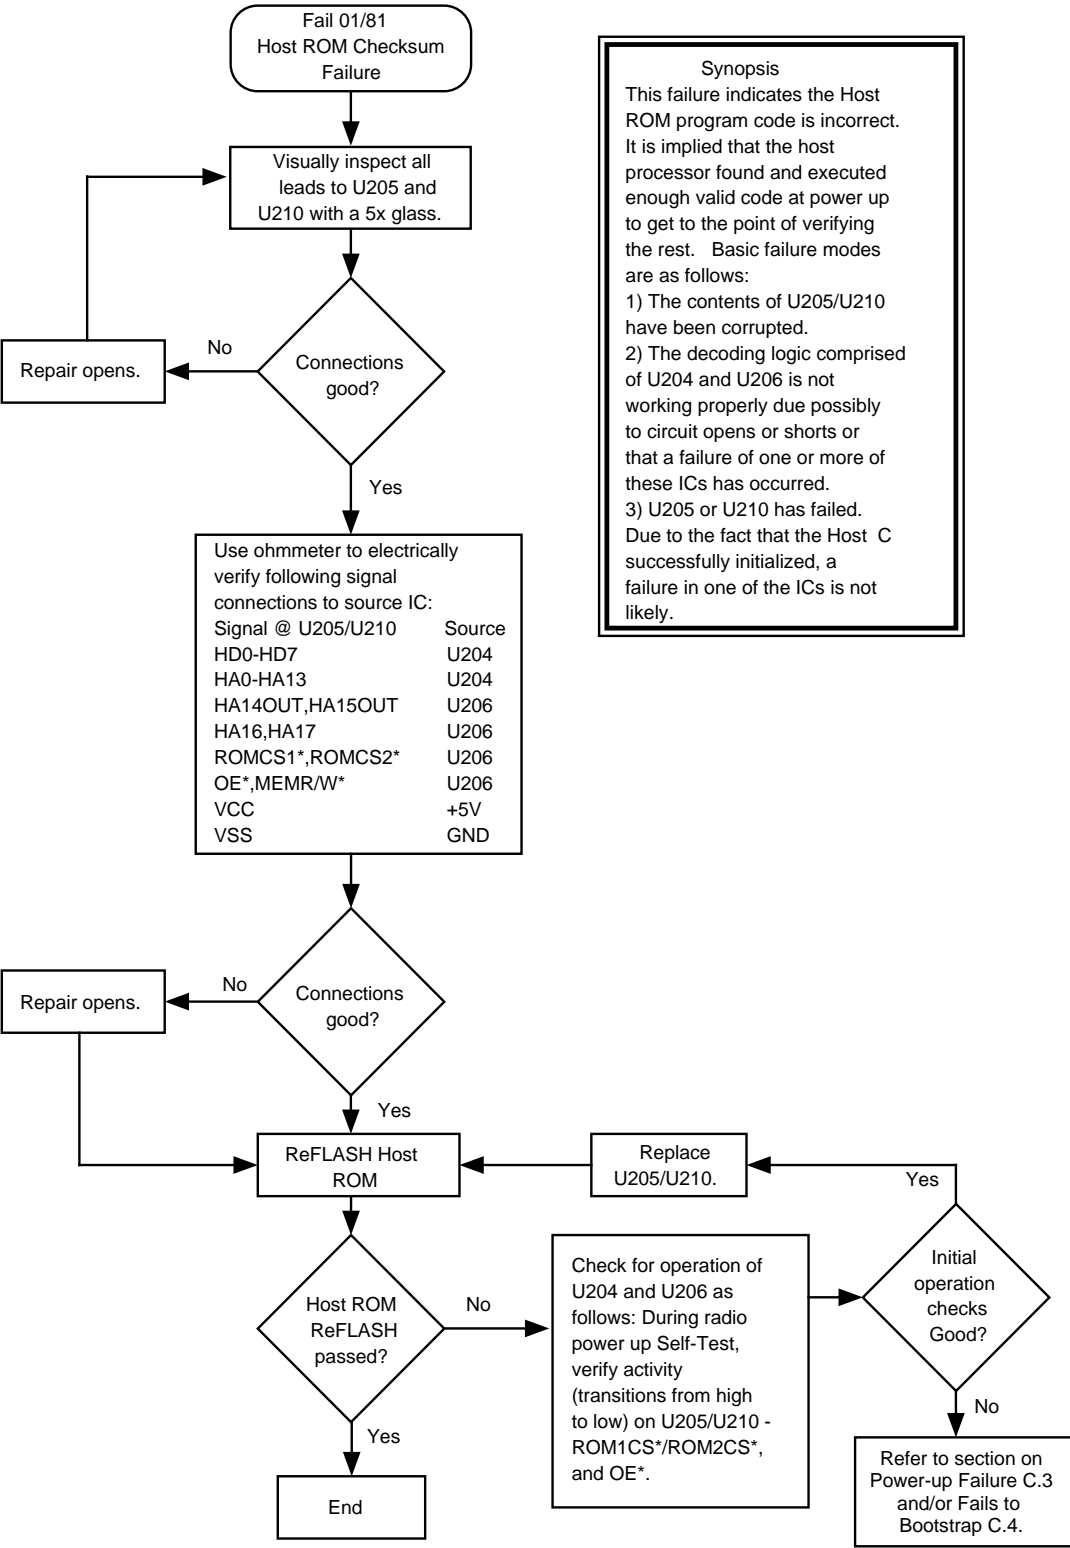 Fail 01/81
Host ROM Checksum
Failure
Synopsis
This failure indicates the Host
ROM program code is incorrect.
It is implied that the host
processor found and executed
enough valid code at power up
to get to the point of verifying
the rest. Basic failure modes
are as follows:
1) The contents of U205/U210
have been corrupted.
2) The decoding logic comprised
of U204 and U206 is not
working properly due possibly
to circuit opens or shorts or
that a failure of one or more of
these ICs has occurred.
3) U205 or U210 has failed.
Due to the fact that the Host C
successfully initialized, a
failure in one of the ICs is not
likely.
Visually inspect all
leads to U205 and
U210 with a 5x glass.
Connections
good?
No
Repair opens.
Yes
Use ohmmeter to electrically
verify following signal
connections to source IC:
Signal @ U205/U210 Source
HD0-HD7 U204
HA0-HA13 U204
HA14OUT,HA15OUT U206
HA16,HA17 U206
ROMCS1*,ROMCS2* U206
OE*,MEMR/W* U206
VCC +5V
VSS GND
Connections
good?
No
Repair opens.
Yes
ReFLASH Host
ROM
Replace
U205/U210.
Yes
Host ROM
ReFLASH
passed?
No
Check for operation of
U204 and U206 as
follows: During radio
power up Self-Test,
verify activity
(transitions from high
to low) on U205/U210 -
ROM1CS*/ROM2CS*,
and OE*.
Initial
operation
checks
Good?
No
Refer to section on
Power-up Failure C.3
and/or Fails to
Bootstrap C.4.
Yes
End